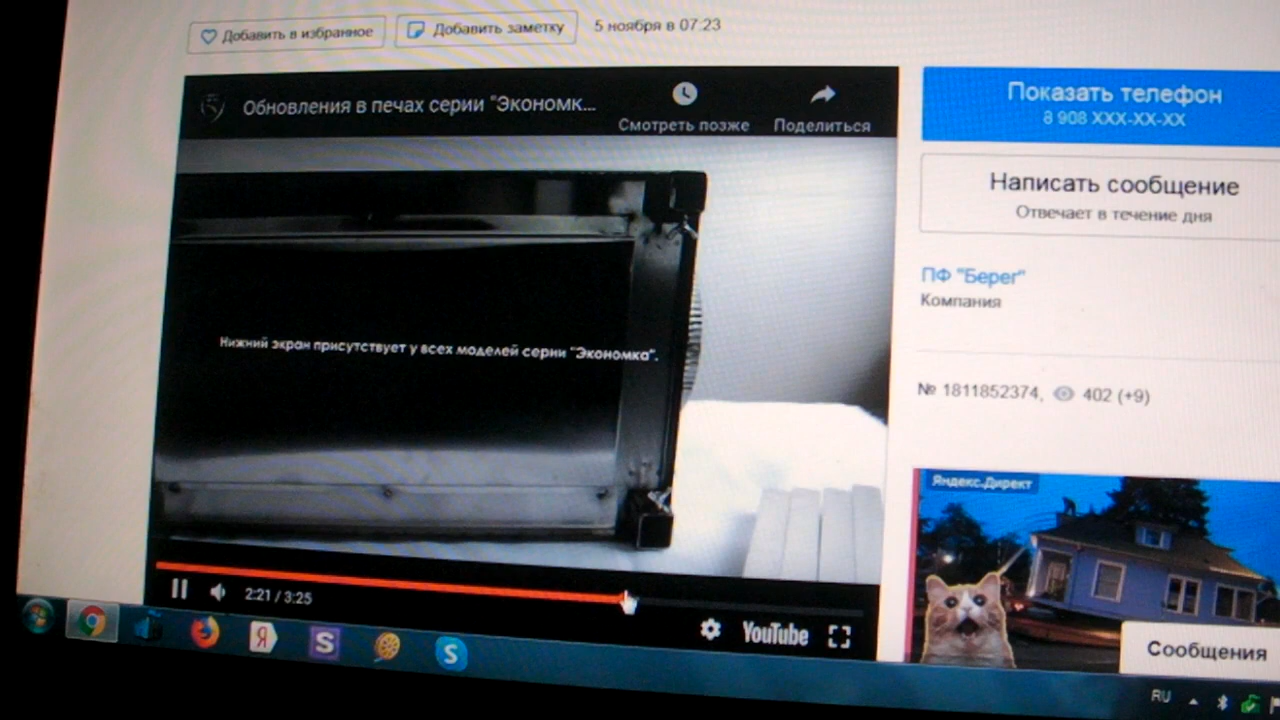 Добавить в избранное
Добавить заметку
5 ноября в 07:23
Обновления в печах серии "Экономк...
Смотреть позже
Поделиться
Нижний экран присутствует у всех моделей серии "Экономка".
2:21 / 3:25
YouTube
Показать телефон
8 908 XXX-XX-XX
Написать сообщение
Отвечает в течение дня
ПФ "Берег"
Компания
№ 1811852374, 402 (+9)
Яндекс.Директ
Сообщения
Я
S
S
RU